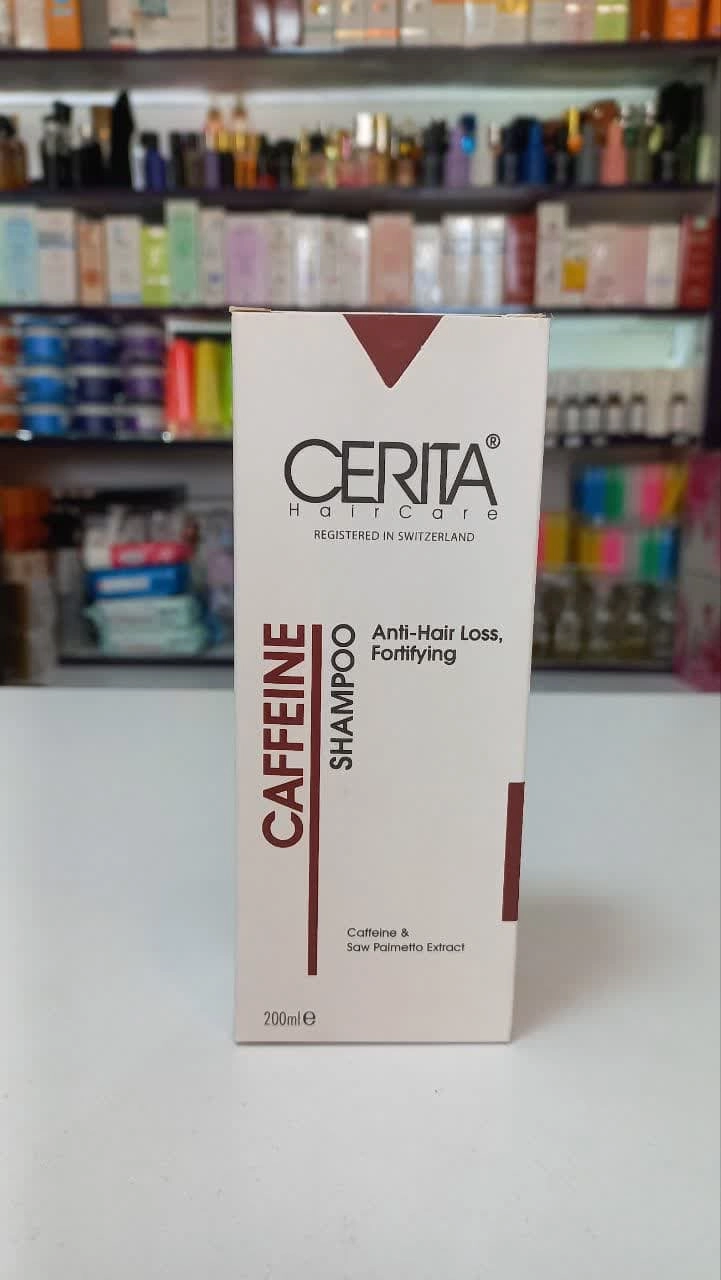 CERITA®
HairCare
REGISTERED IN SWITZERLAND
CAFFEINE
SHAMPOO
Anti-Hair Loss,
Fortifying
Caffeine &
Saw Palmetto Extract
200ml℮